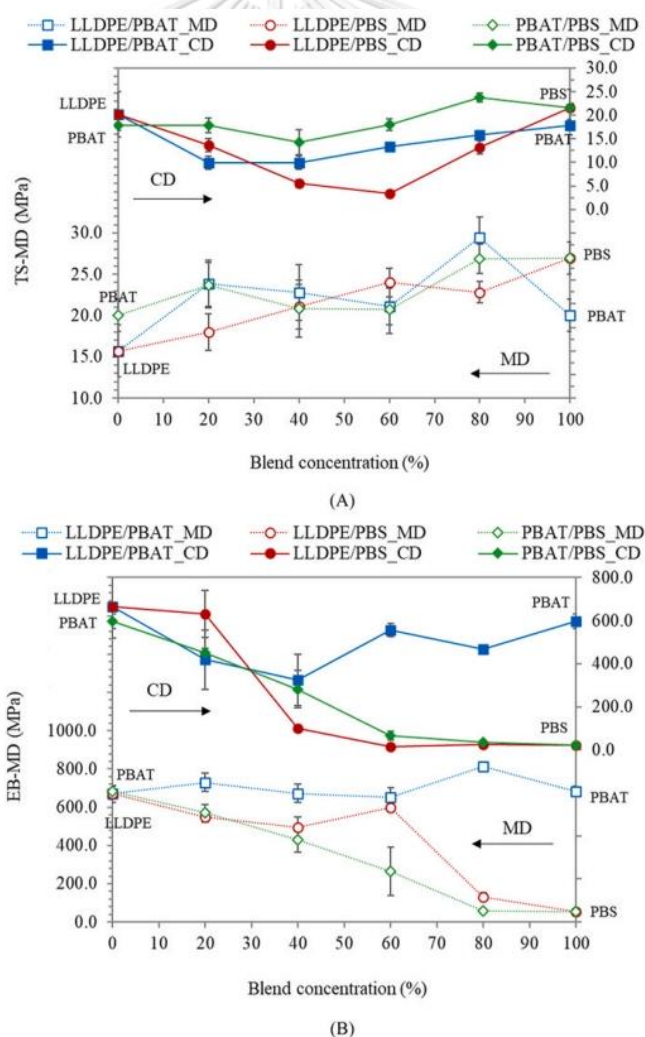 LLDPE/PBAT_MD LLDPE/PBS_MD PBAT/PBS_MD
LLDPE/PBAT_CD LLDPE/PBS_CD PBAT/PBS_CD
30.0
25.0
20.0
15.0
10.0
5.0
0.0
LLDPE
PBAT
PBS
PBAT
CD
TS-MD (MPa)
30.0
25.0
20.0
15.0
10.0
PBAT
LLDPE
PBS
PBAT
MD
0 10 20 30 40 50 60 70 80 90 100
Blend concentration (%)
(A)
LLDPE/PBAT_MD LLDPE/PBS_MD PBAT/PBS_MD
LLDPE/PBAT_CD LLDPE/PBS_CD PBAT/PBS_CD
800.0
600.0
400.0
200.0
0.0
LLDPE
PBAT
PBAT
CD
PBS
EB-MD (MPa)
1000.0
800.0
600.0
400.0
200.0
0.0
PBAT
LLDPE
PBAT
MD
PBS
0 10 20 30 40 50 60 70 80 90 100
Blend concentration (%)
(B)